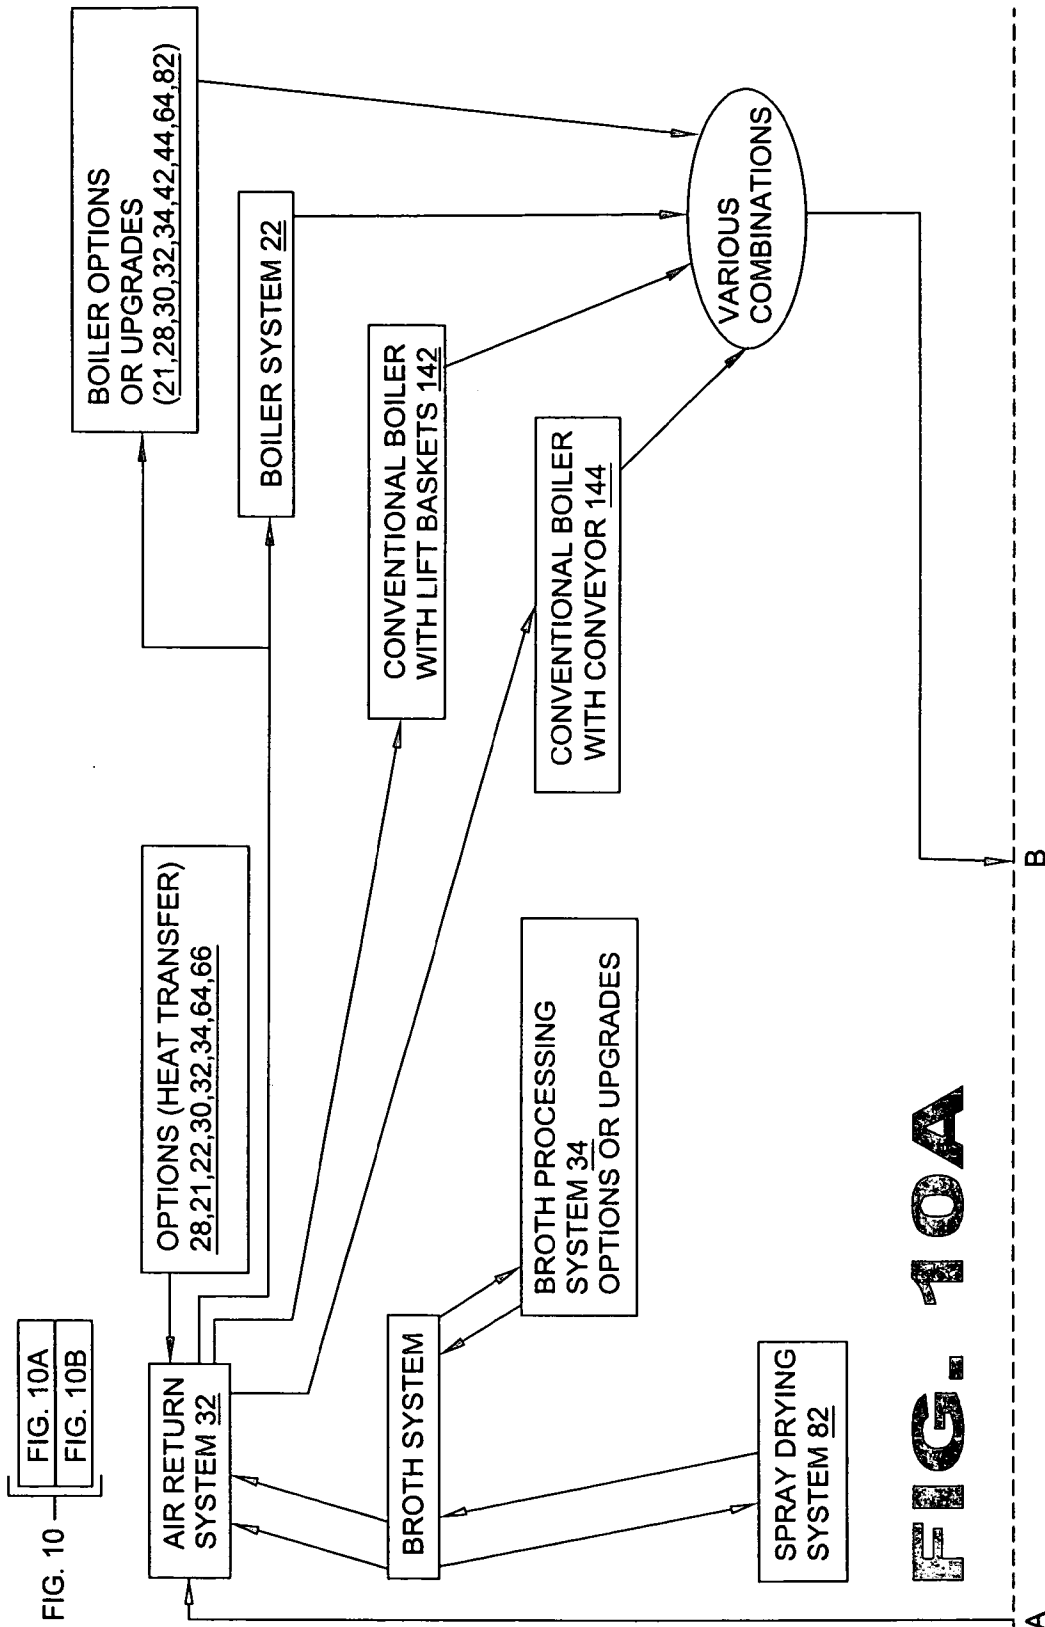 FIG. 10
FIG. 10A
FIG. 10B
AIR RETURN
SYSTEM 32
OPTIONS (HEAT TRANSFER)
28,21,22,30,32,34,64,66
BOILER OPTIONS
OR UPGRADES
(21,28,30,32,34,42,44,64,82)
BOILER SYSTEM 22
CONVENTIONAL BOILER
WITH LIFT BASKETS 142
CONVENTIONAL BOILER
WITH CONVEYOR 144
VARIOUS
COMBINATIONS
BROTH SYSTEM
BROTH PROCESSING
SYSTEM 34
OPTIONS OR UPGRADES
SPRAY DRYING
SYSTEM 82
FIG. 10A
A
B